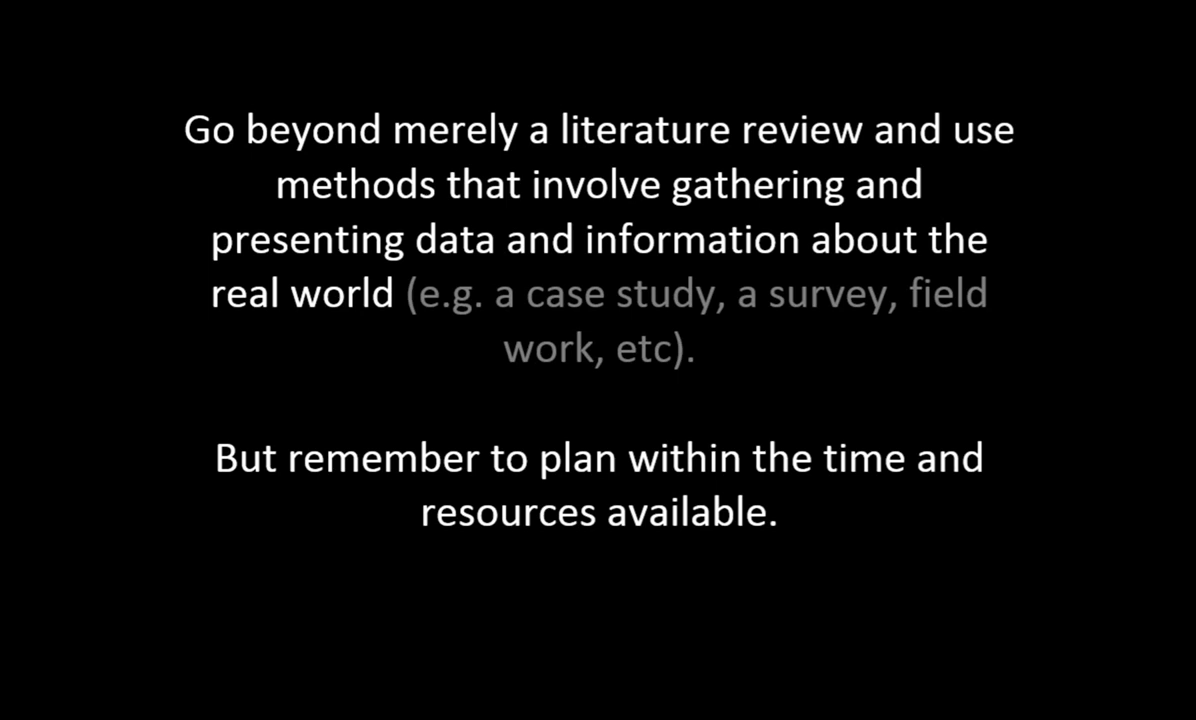 Go beyond merely a literature review and use
methods that involve gathering and
presenting data and information about the
real world (e.g. a case study, a survey, field
work, etc).
But remember to plan within the time and
resources available.